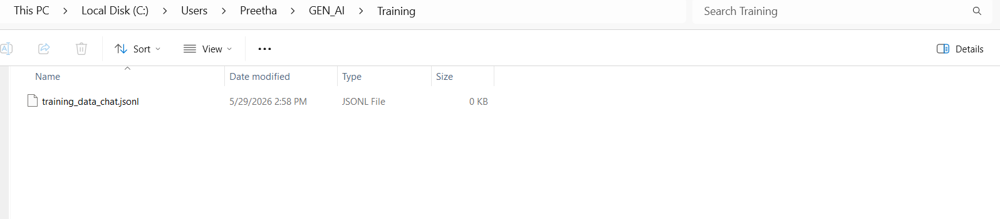 This PC > Local Disk (C:) > Users > Preetha > GEN_AI > Training Search Training
Sort View ••• Details
Name Date modified Type Size
training_data_chat.jsonl 5/29/2026 2:58 PM JSONL File 0 KB